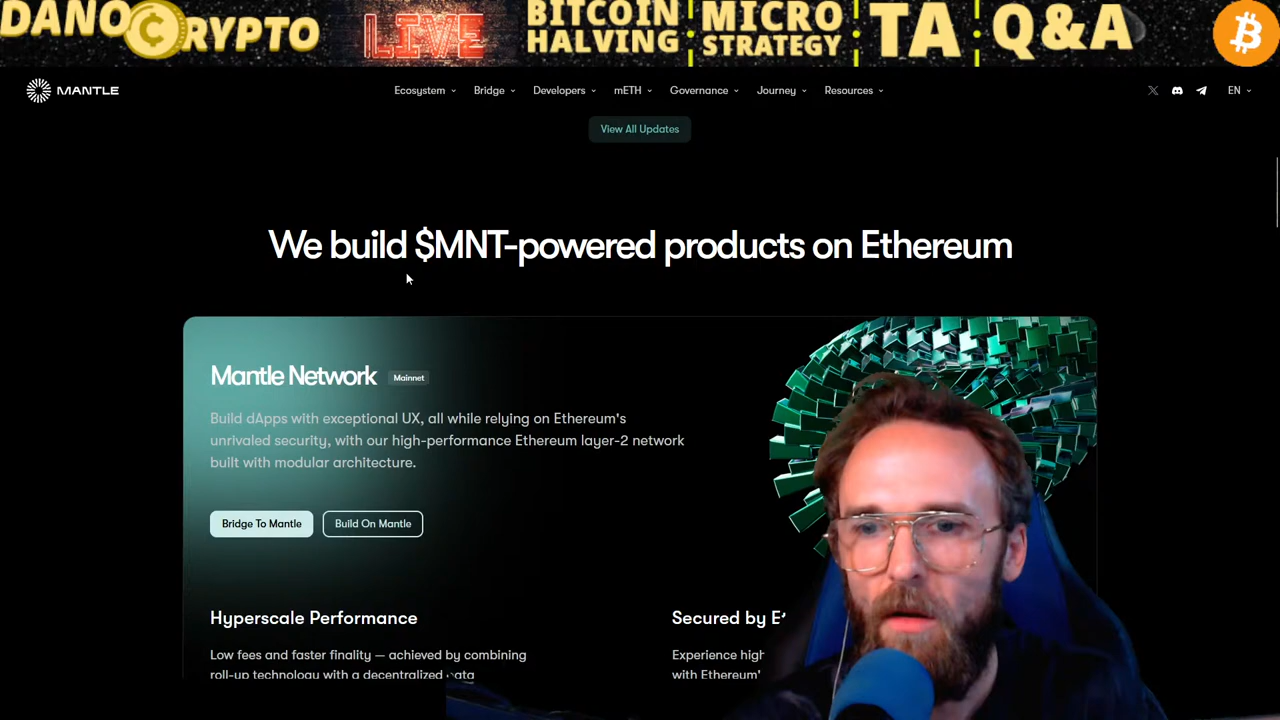 DANO CRYPTO
LIVE
BITCOIN HALVING
MICRO STRATEGY
TA
Q&A
MANTLE
Ecosystem Bridge Developers mETH Governance Journey Resources
EN
View All Updates
We build $MNT-powered products on Ethereum
Mantle Network Mainnet
Build dApps with exceptional UX, all while relying on Ethereum's
unrivaled security, with our high-performance Ethereum layer-2 network
built with modular architecture.
Bridge To Mantle Build On Mantle
Hyperscale Performance
Secured by E
Low fees and faster finality — achieved by combining
Experience high
roll-up technology with a decentralized
with Ethereum'